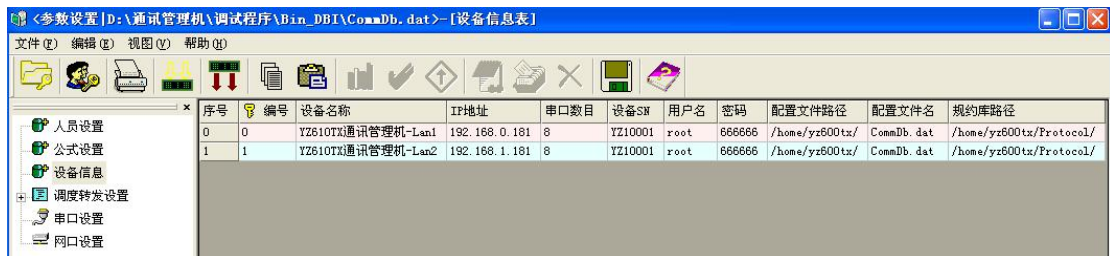 <参数设置|D:\通讯管理机\调试程序\Bin_DBI\CommDb.dat>-[设备信息表]
文件(F) 编辑(E) 视图(V) 帮助(H)
人员设置
公式设置
设备信息
调度转发设置
串口设置
网口设置
序号 编号 设备名称 IP地址 串口数目 设备SN 用户名 密码 配置文件路径 配置文件名 规约库路径
0 0 YZ610TX通讯管理机-Lan1 192.168.0.181 8 YZ10001 root 666666 /home/yz600tx/ CommDb.dat /home/yz600tx/Protocol/
1 1 YZ610TX通讯管理机-Lan2 192.168.1.181 8 YZ10001 root 666666 /home/yz600tx/ CommDb.dat /home/yz600tx/Protocol/